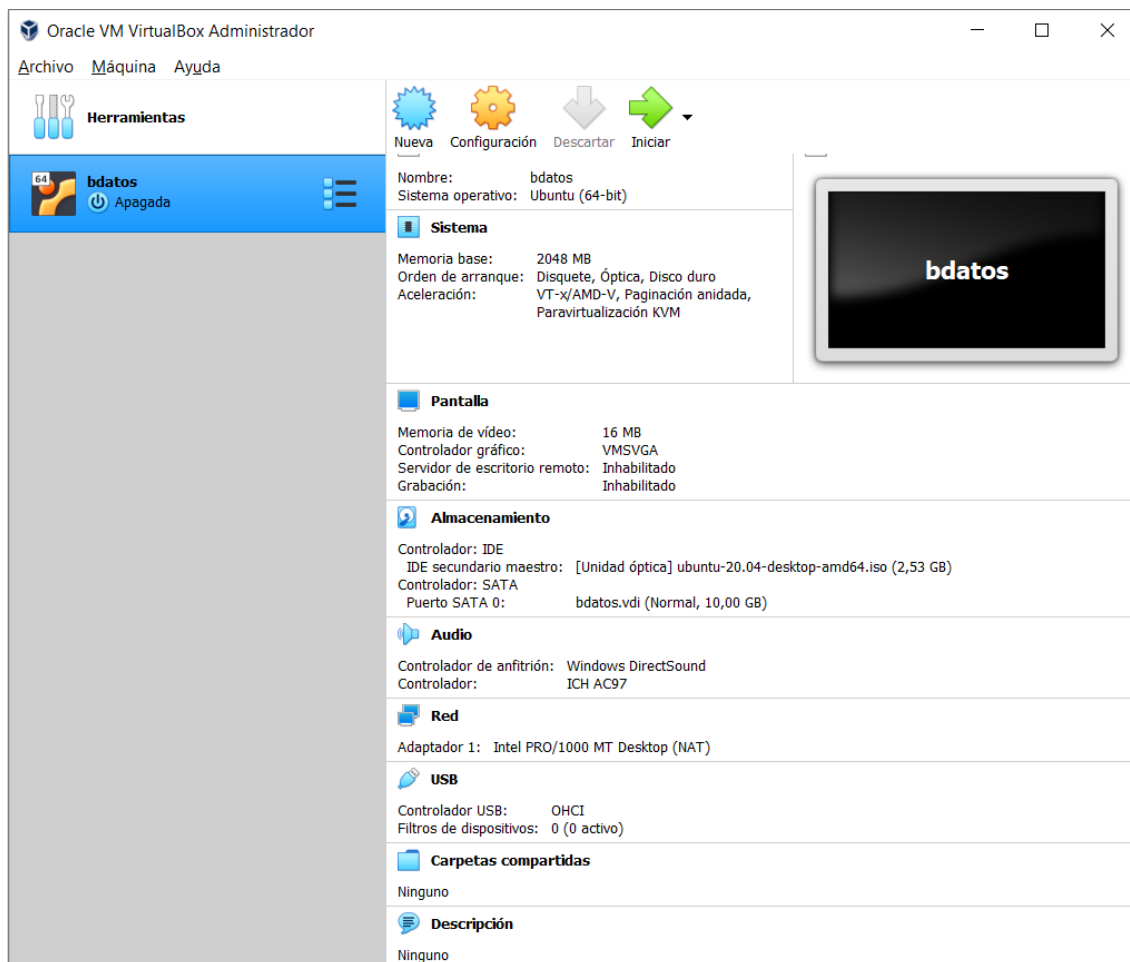 Oracle VM VirtualBox Administrador
Archivo Máquina Ayuda
Herramientas
Nueva Configuración Descartar Iniciar
64
bdatos
Apagada
Nombre: bdatos
Sistema operativo: Ubuntu (64-bit)
Sistema
Memoria base: 2048 MB
Orden de arranque: Disquete, Óptica, Disco duro
Aceleración: VT-x/AMD-V, Paginación anidada,
Paravirtualización KVM
bdatos
Pantalla
Memoria de vídeo: 16 MB
Controlador gráfico: VMSVGA
Servidor de escritorio remoto: Inhabilitado
Grabación: Inhabilitado
Almacenamiento
Controlador: IDE
IDE secundario maestro: [Unidad óptica] ubuntu-20.04-desktop-amd64.iso (2,53 GB)
Controlador: SATA
Puerto SATA 0: bdatos.vdi (Normal, 10,00 GB)
Audio
Controlador de anfitrión: Windows DirectSound
Controlador: ICH AC97
Red
Adaptador 1: Intel PRO/1000 MT Desktop (NAT)
USB
Controlador USB: OHCI
Filtros de dispositivos: 0 (0 activo)
Carpetas compartidas
Ninguno
Descripción
Ninguno